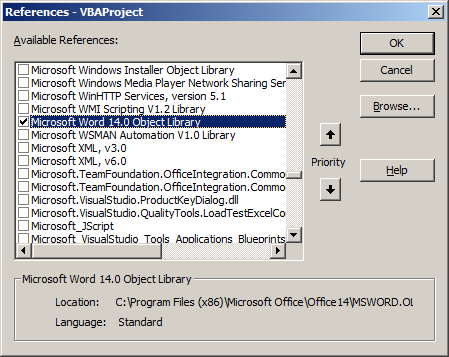 References - VBAProject
Available References:
OK
Cancel
Browse...
Priority
Help
Microsoft Windows Installer Object Library
Microsoft Windows Media Player Network Sharing Ser
Microsoft WinHTTP Services, version 5.1
Microsoft WMI Scripting V1.2 Library
Microsoft Word 14.0 Object Library
Microsoft WSMAN Automation V1.0 Library
Microsoft XML, v3.0
Microsoft XML, v6.0
Microsoft.TeamFoundation.OfficeIntegration.Commo
Microsoft.TeamFoundation.OfficeIntegration.Commo
Microsoft.VisualStudio.ProductKeyDialog.dll
Microsoft.VisualStudio.QualityTools.LoadTestExcelCo
Microsoft_JScript
Microsoft_VisualStudio_Tools_Applications_Blueprints
Microsoft Word 14.0 Object Library
Location: C:\Program Files (x86)\Microsoft Office\Office14\MSWORD.OL
Language: Standard